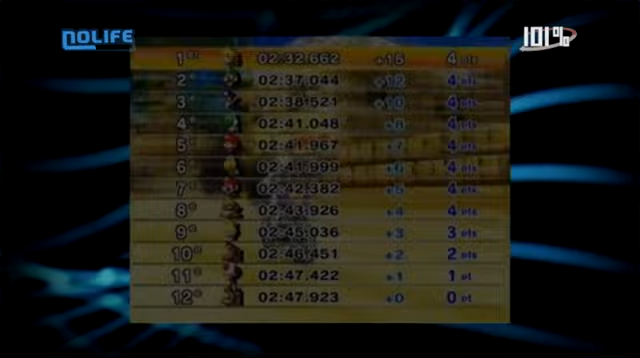 NOLIFE
101%
1er 02:32.662 +15 4 pts
2e 02:37.044 +12 4 pts
3e 02:38.521 +10 4 pts
4e 02:41.048 +8 4 pts
5e 02:41.967 +7 4 pts
6e 02:41.999 +6 4 pts
7e 02:42.382 +5 4 pts
8e 02:43.926 +4 4 pts
9e 02:45.036 +3 3 pts
10e 02:46.451 +2 2 pts
11e 02:47.422 +1 1 pt
12e 02:47.923 +0 0 pt